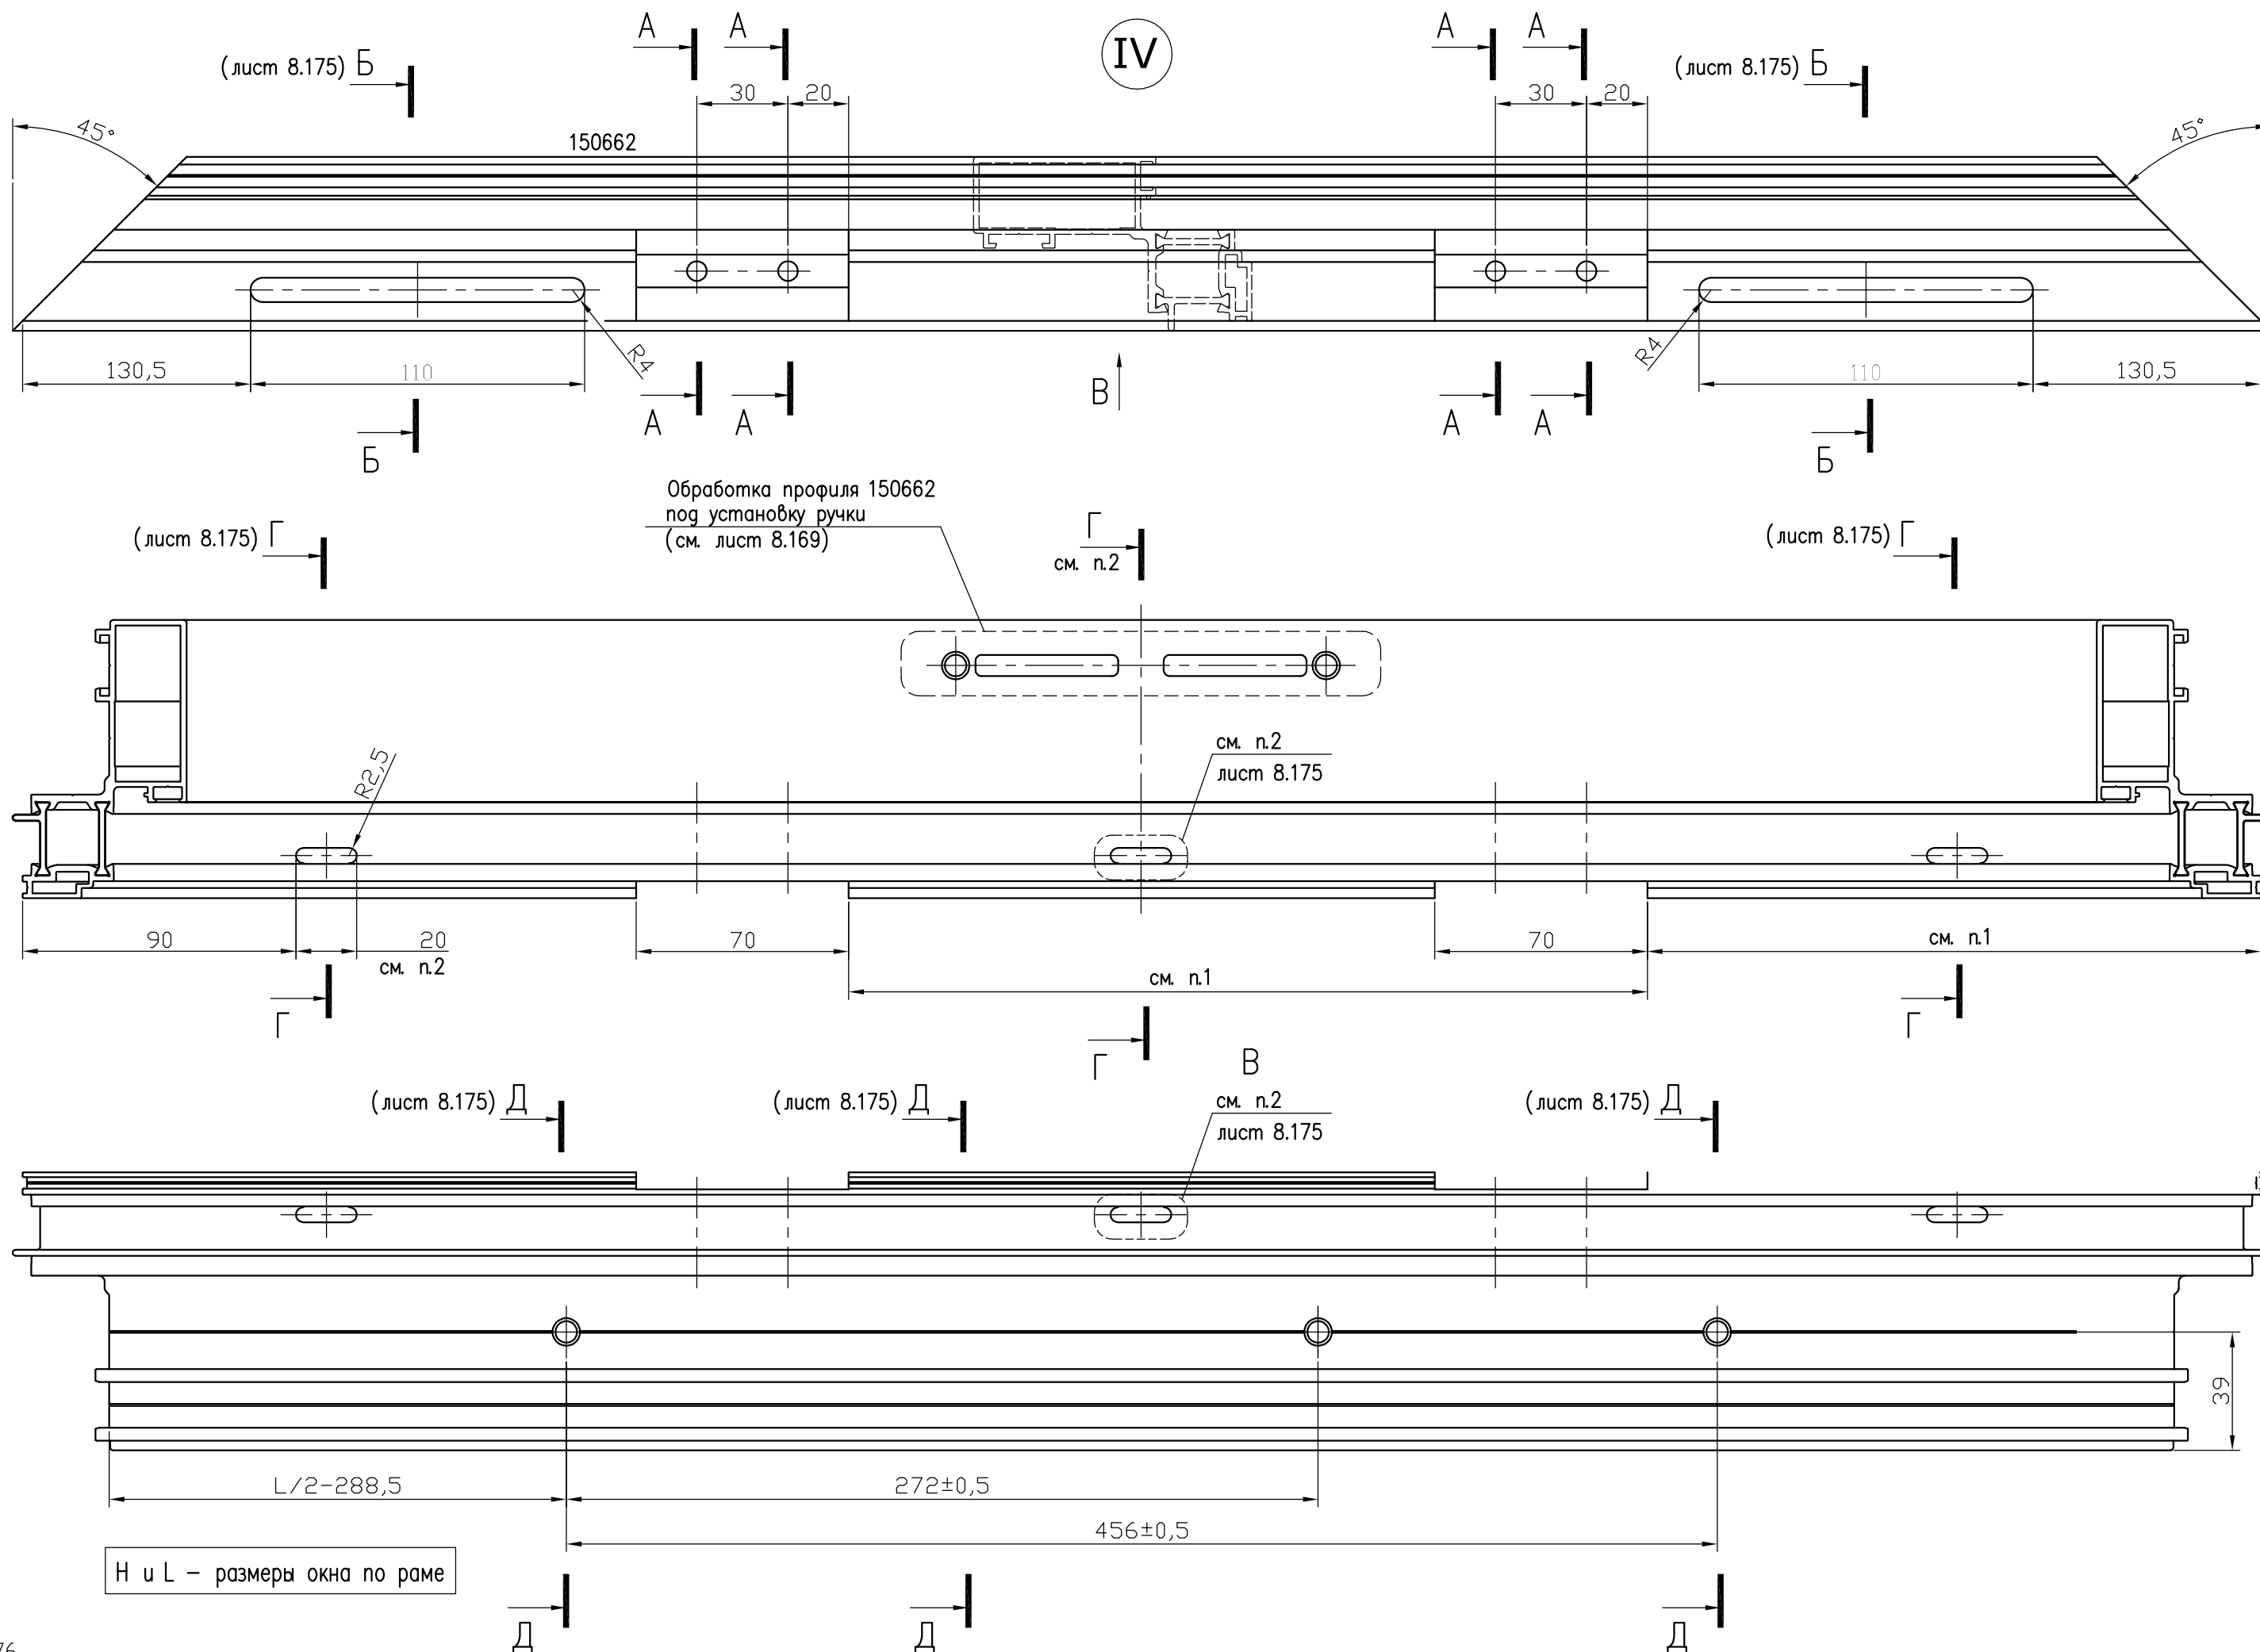 А А IV А А
(лист 8.175) Б (лист 8.175) Б
30 20 30 20
45° 45°
150662
R4 R4
130,5 110 110 130,5
В
А А А А
Б Б
Обработка профиля 150662
под установку ручки
(см. лист 8.169)
(лист 8.175) Г Г (лист 8.175) Г
см. п.2
R2,5
см. п.2
лист 8.175
90 20 70 70 см. п.1
см. п.2
см. п.1
Г Г Г
В
(лист 8.175) Д (лист 8.175) Д (лист 8.175) Д
см. п.2
лист 8.175
39
L/2-288,5 272±0,5
456±0,5
H и L – размеры окна по раме
Д Д Д